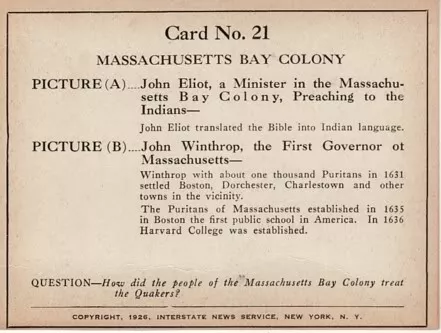 Card No. 21
MASSACHUSETTS BAY COLONY
PICTURE (A)....John Eliot, a Minister in the Massachu-
setts Bay Colony, Preaching to the
Indians—
John Eliot translated the Bible into Indian language.
PICTURE (B)....John Winthrop, the First Governor of
Massachusetts—
Winthrop with about one thousand Puritans in 1631
settled Boston, Dorchester, Charlestown and other
towns in the vicinity.
The Puritans of Massachusetts established in 1635
in Boston the first public school in America. In 1636
Harvard College was established.
QUESTION—How did the people of the Massachusetts Bay Colony treat
the Quakers?
COPYRIGHT, 1926, INTERSTATE NEWS SERVICE, NEW YORK, N. Y.